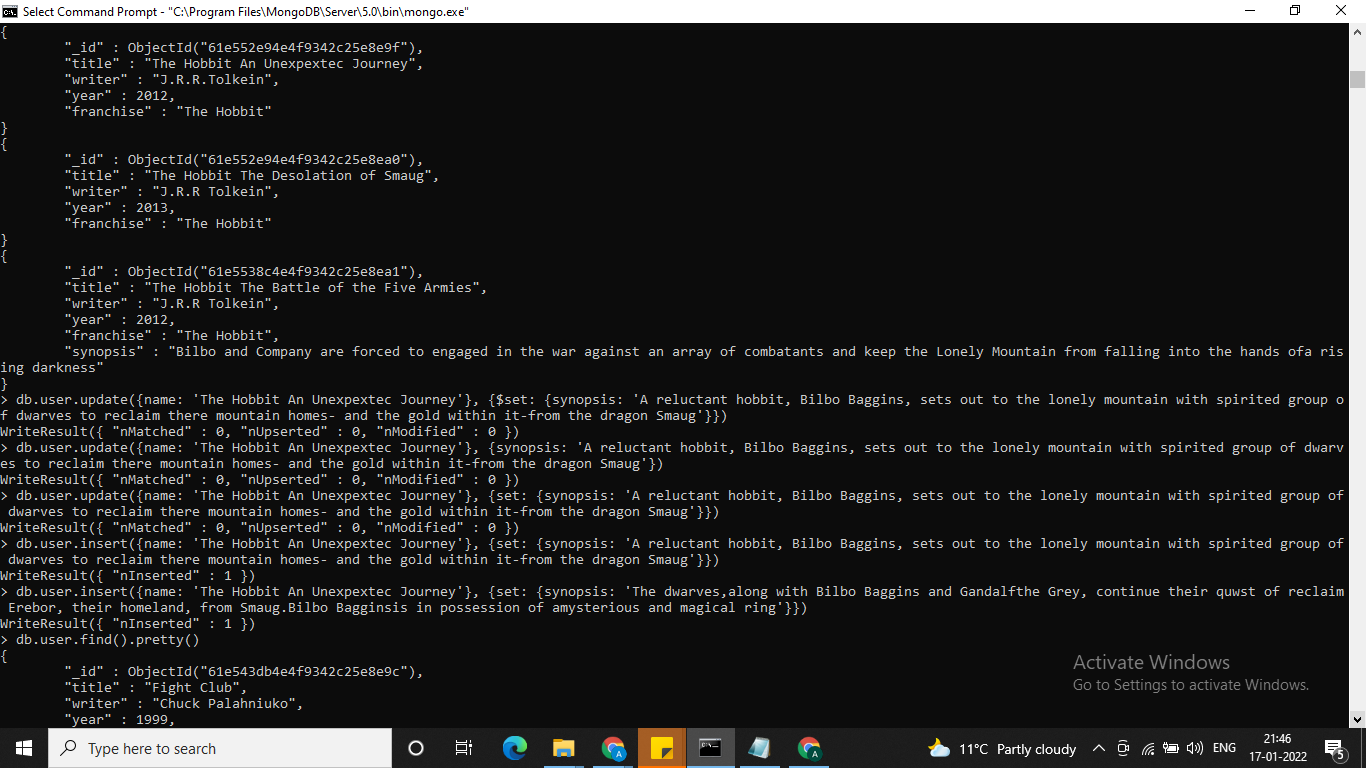 Select Command Prompt - "C:\Program Files\MongoDB\Server\5.0\bin\mongo.exe"
{
"_id" : ObjectId("61e552e94e4f9342c25e8e9f"),
"title" : "The Hobbit An Unexpextec Journey",
"writer" : "J.R.R.Tolkein",
"year" : 2012,
"franchise" : "The Hobbit"
}
{
"_id" : ObjectId("61e552e94e4f9342c25e8ea0"),
"title" : "The Hobbit The Desolation of Smaug",
"writer" : "J.R.R Tolkein",
"year" : 2013,
"franchise" : "The Hobbit"
}
{
"_id" : ObjectId("61e5538c4e4f9342c25e8ea1"),
"title" : "The Hobbit The Battle of the Five Armies",
"writer" : "J.R.R Tolkein",
"year" : 2012,
"franchise" : "The Hobbit",
"synopsis" : "Bilbo and Company are forced to engaged in the war against an array of combatants and keep the Lonely Mountain from falling into the hands ofa ris
ing darkness"
}
> db.user.update({name: 'The Hobbit An Unexpextec Journey'}, {$set: {synopsis: 'A reluctant hobbit, Bilbo Baggins, sets out to the lonely mountain with spirited group o
f dwarves to reclaim there mountain homes- and the gold within it-from the dragon Smaug'}})
WriteResult({ "nMatched" : 0, "nUpserted" : 0, "nModified" : 0 })
> db.user.update({name: 'The Hobbit An Unexpextec Journey'}, {synopsis: 'A reluctant hobbit, Bilbo Baggins, sets out to the lonely mountain with spirited group of dwarv
es to reclaim there mountain homes- and the gold within it-from the dragon Smaug'})
WriteResult({ "nMatched" : 0, "nUpserted" : 0, "nModified" : 0 })
> db.user.update({name: 'The Hobbit An Unexpextec Journey'}, {set: {synopsis: 'A reluctant hobbit, Bilbo Baggins, sets out to the lonely mountain with spirited group of
dwarves to reclaim there mountain homes- and the gold within it-from the dragon Smaug'}})
WriteResult({ "nMatched" : 0, "nUpserted" : 0, "nModified" : 0 })
> db.user.insert({name: 'The Hobbit An Unexpextec Journey'}, {set: {synopsis: 'A reluctant hobbit, Bilbo Baggins, sets out to the lonely mountain with spirited group of
dwarves to reclaim there mountain homes- and the gold within it-from the dragon Smaug'}})
WriteResult({ "nInserted" : 1 })
> db.user.insert({name: 'The Hobbit An Unexpextec Journey'}, {set: {synopsis: 'The dwarves,along with Bilbo Baggins and Gandalfthe Grey, continue their quwst of reclaim
Erebor, their homeland, from Smaug.Bilbo Bagginsis in possession of amysterious and magical ring'}})
WriteResult({ "nInserted" : 1 })
> db.user.find().pretty()
{
"_id" : ObjectId("61e543db4e4f9342c25e8e9c"),
"title" : "Fight Club",
"writer" : "Chuck Palahniuko",
"year" : 1999,
Activate Windows
Go to Settings to activate Windows.
Type here to search
11°C Partly cloudy
ENG
21:46
17-01-2022
5